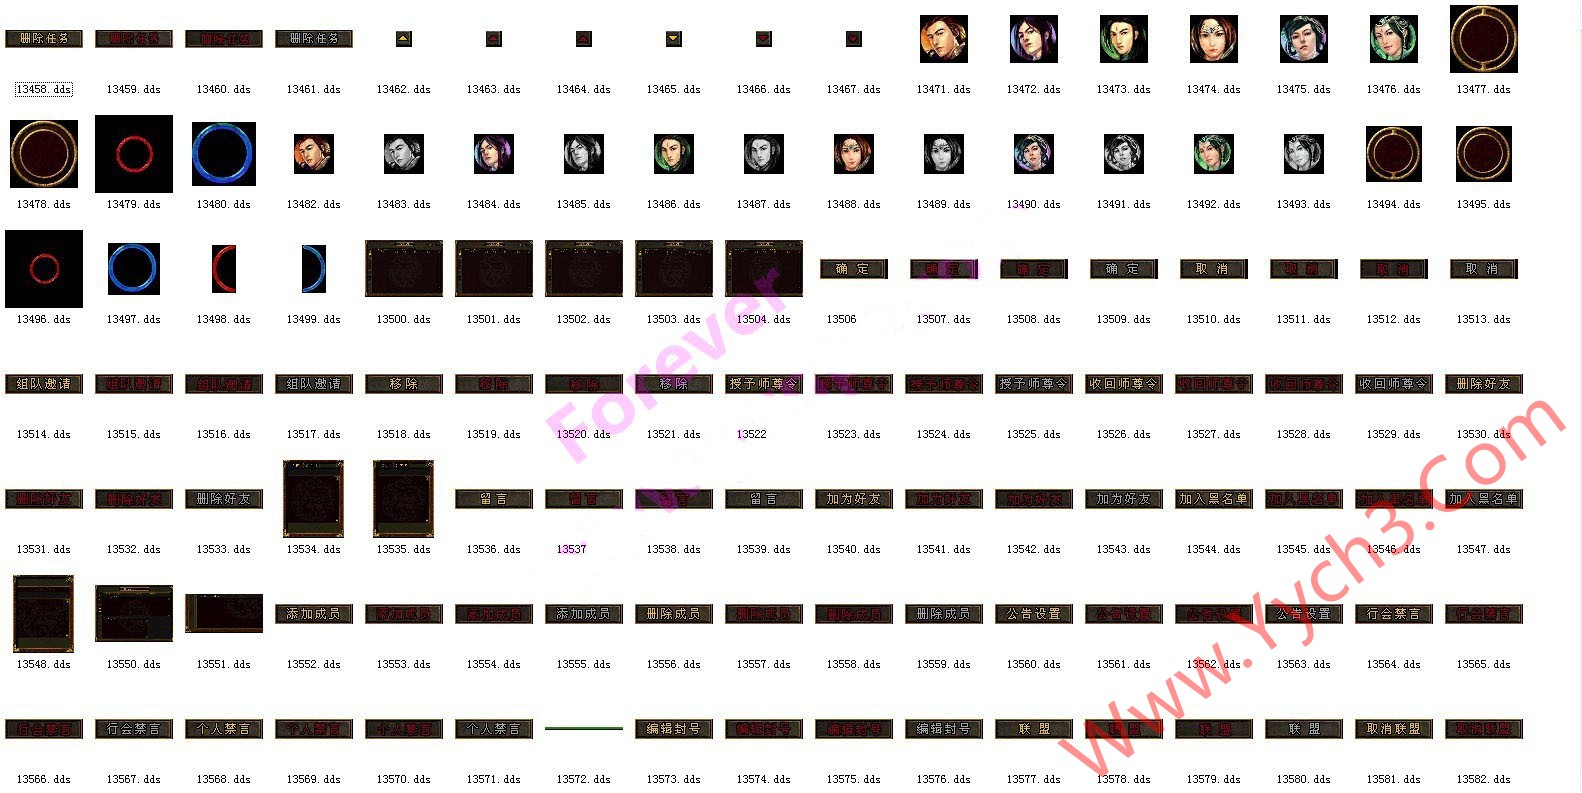 删除任务 删除任务 删除任务 删除任务
13458.dds 13459.dds 13460.dds 13461.dds 13462.dds 13463.dds 13464.dds 13465.dds 13466.dds 13467.dds 13471.dds 13472.dds 13473.dds 13474.dds 13475.dds 13476.dds 13477.dds
13478.dds 13479.dds 13480.dds 13482.dds 13483.dds 13484.dds 13485.dds 13486.dds 13487.dds 13488.dds 13489.dds 13490.dds 13491.dds 13492.dds 13493.dds 13494.dds 13495.dds
确 定 确 定 确 定 确 定 取 消 取 消 取 消 取 消
13496.dds 13497.dds 13498.dds 13499.dds 13500.dds 13501.dds 13502.dds 13503.dds 13504.dds 13506 13507.dds 13508.dds 13509.dds 13510.dds 13511.dds 13512.dds 13513.dds
组队邀请 组队邀请 组队邀请 组队邀请 移除 移除 移除 移除 授予师尊令 授予师尊令 授予师尊令 授予师尊令 收回师尊令 收回师尊令 收回师尊令 收回师尊令 删除好友
13514.dds 13515.dds 13516.dds 13517.dds 13518.dds 13519.dds 13520.dds 13521.dds 13522 13523.dds 13524.dds 13525.dds 13526.dds 13527.dds 13528.dds 13529.dds 13530.dds
删除好友 删除好友 删除好友 留言 留言 留言 留言 加为好友 加为好友 加为好友 加为好友 加入黑名单 加入黑名单 加入黑名单 加入黑名单
13531.dds 13532.dds 13533.dds 13534.dds 13535.dds 13536.dds 13537 13538.dds 13539.dds 13540.dds 13541.dds 13542.dds 13543.dds 13544.dds 13545.dds 13546.dds 13547.dds
添加成员 添加成员 添加成员 添加成员 删除成员 删除成员 删除成员 删除成员 公告设置 公告设置 公告设置 公告设置 行会禁言 行会禁言
13548.dds 13550.dds 13551.dds 13552.dds 13553.dds 13554.dds 13555.dds 13556.dds 13557.dds 13558.dds 13559.dds 13560.dds 13561.dds 13562.dds 13563.dds 13564.dds 13565.dds
行会禁言 行会禁言 个人禁言 个人禁言 个人禁言 个人禁言 编辑封号 编辑封号 编辑封号 编辑封号 联 盟 联 盟 联 盟 联 盟 取消联盟 取消联盟
13566.dds 13567.dds 13568.dds 13569.dds 13570.dds 13571.dds 13572.dds 13573.dds 13574.dds 13575.dds 13576.dds 13577.dds 13578.dds 13579.dds 13580.dds 13581.dds 13582.dds
Forever
Www.Yych3.Com